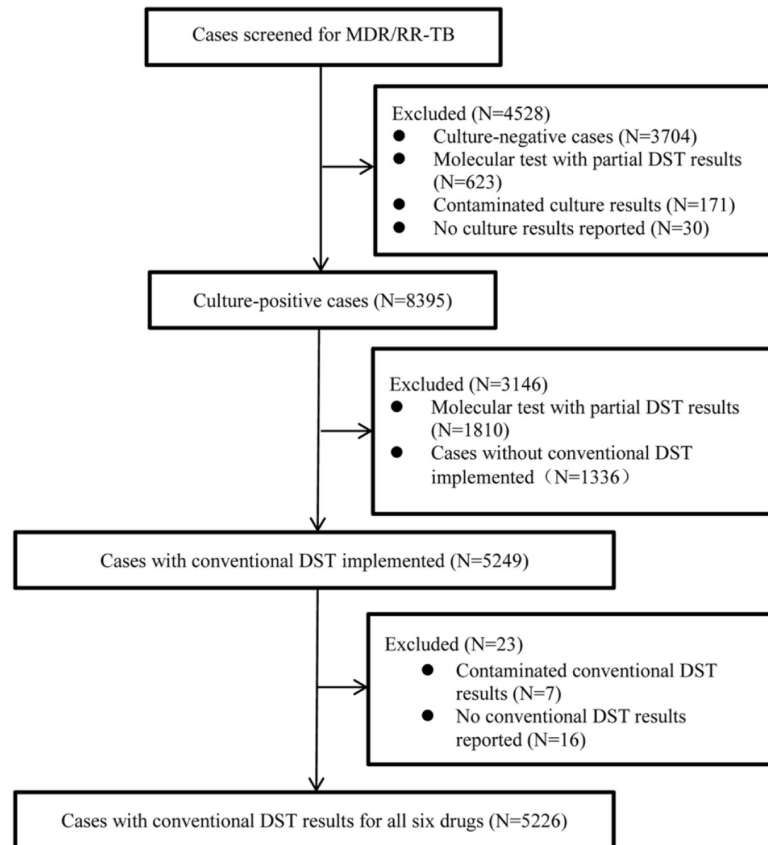 Cases screened for MDR/RR-TB
Excluded (N=4528)
● Culture-negative cases (N=3704)
● Molecular test with partial DST results
(N=623)
● Contaminated culture results (N=171)
● No culture results reported (N=30)
Culture-positive cases (N=8395)
Excluded (N=3146)
● Molecular test with partial DST results
(N=1810)
● Cases without conventional DST
implemented（N=1336）
Cases with conventional DST implemented (N=5249)
Excluded (N=23)
● Contaminated conventional DST
results (N=7)
● No conventional DST results
reported (N=16)
Cases with conventional DST results for all six drugs (N=5226)